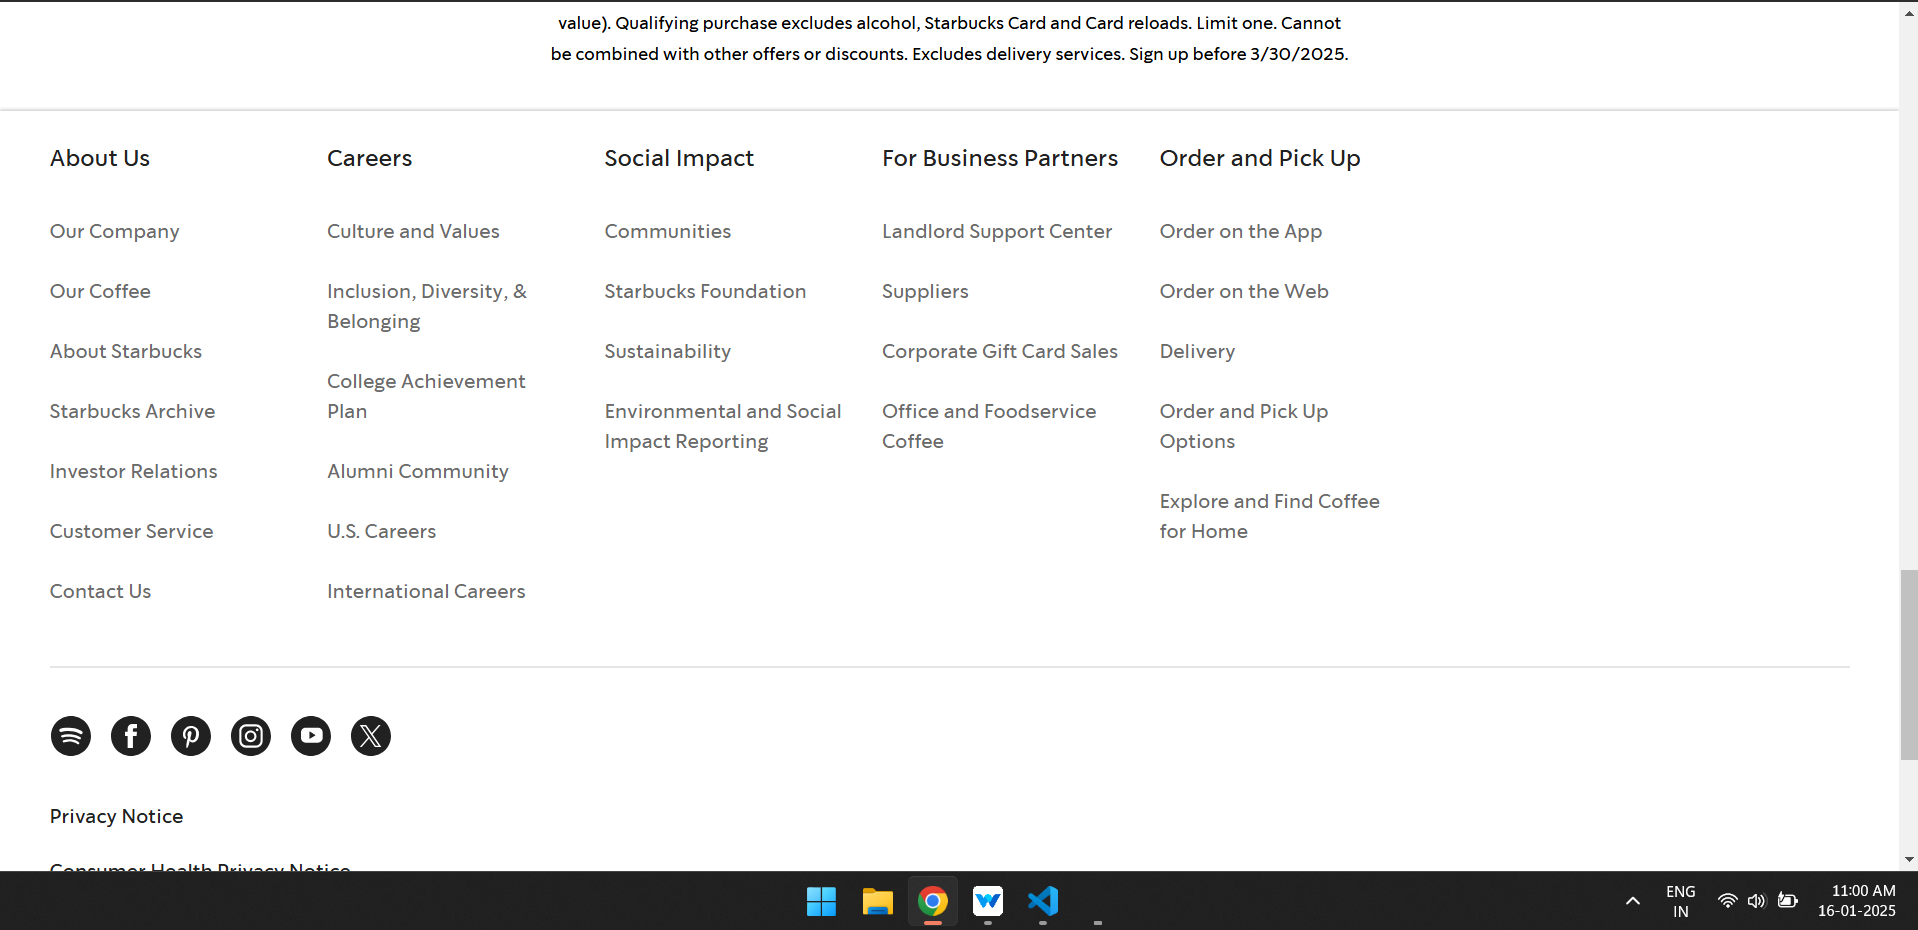 value). Qualifying purchase excludes alcohol, Starbucks Card and Card reloads. Limit one. Cannot
be combined with other offers or discounts. Excludes delivery services. Sign up before 3/30/2025.
About Us
Our Company
Our Coffee
About Starbucks
Starbucks Archive
Investor Relations
Customer Service
Contact Us
Careers
Culture and Values
Inclusion, Diversity, &
Belonging
College Achievement
Plan
Alumni Community
U.S. Careers
International Careers
Social Impact
Communities
Starbucks Foundation
Sustainability
Environmental and Social
Impact Reporting
For Business Partners
Landlord Support Center
Suppliers
Corporate Gift Card Sales
Office and Foodservice
Coffee
Order and Pick Up
Order on the App
Order on the Web
Delivery
Order and Pick Up
Options
Explore and Find Coffee
for Home
Privacy Notice
Consumer Health Privacy Notice
ENG
IN
11:00 AM
16-01-2025